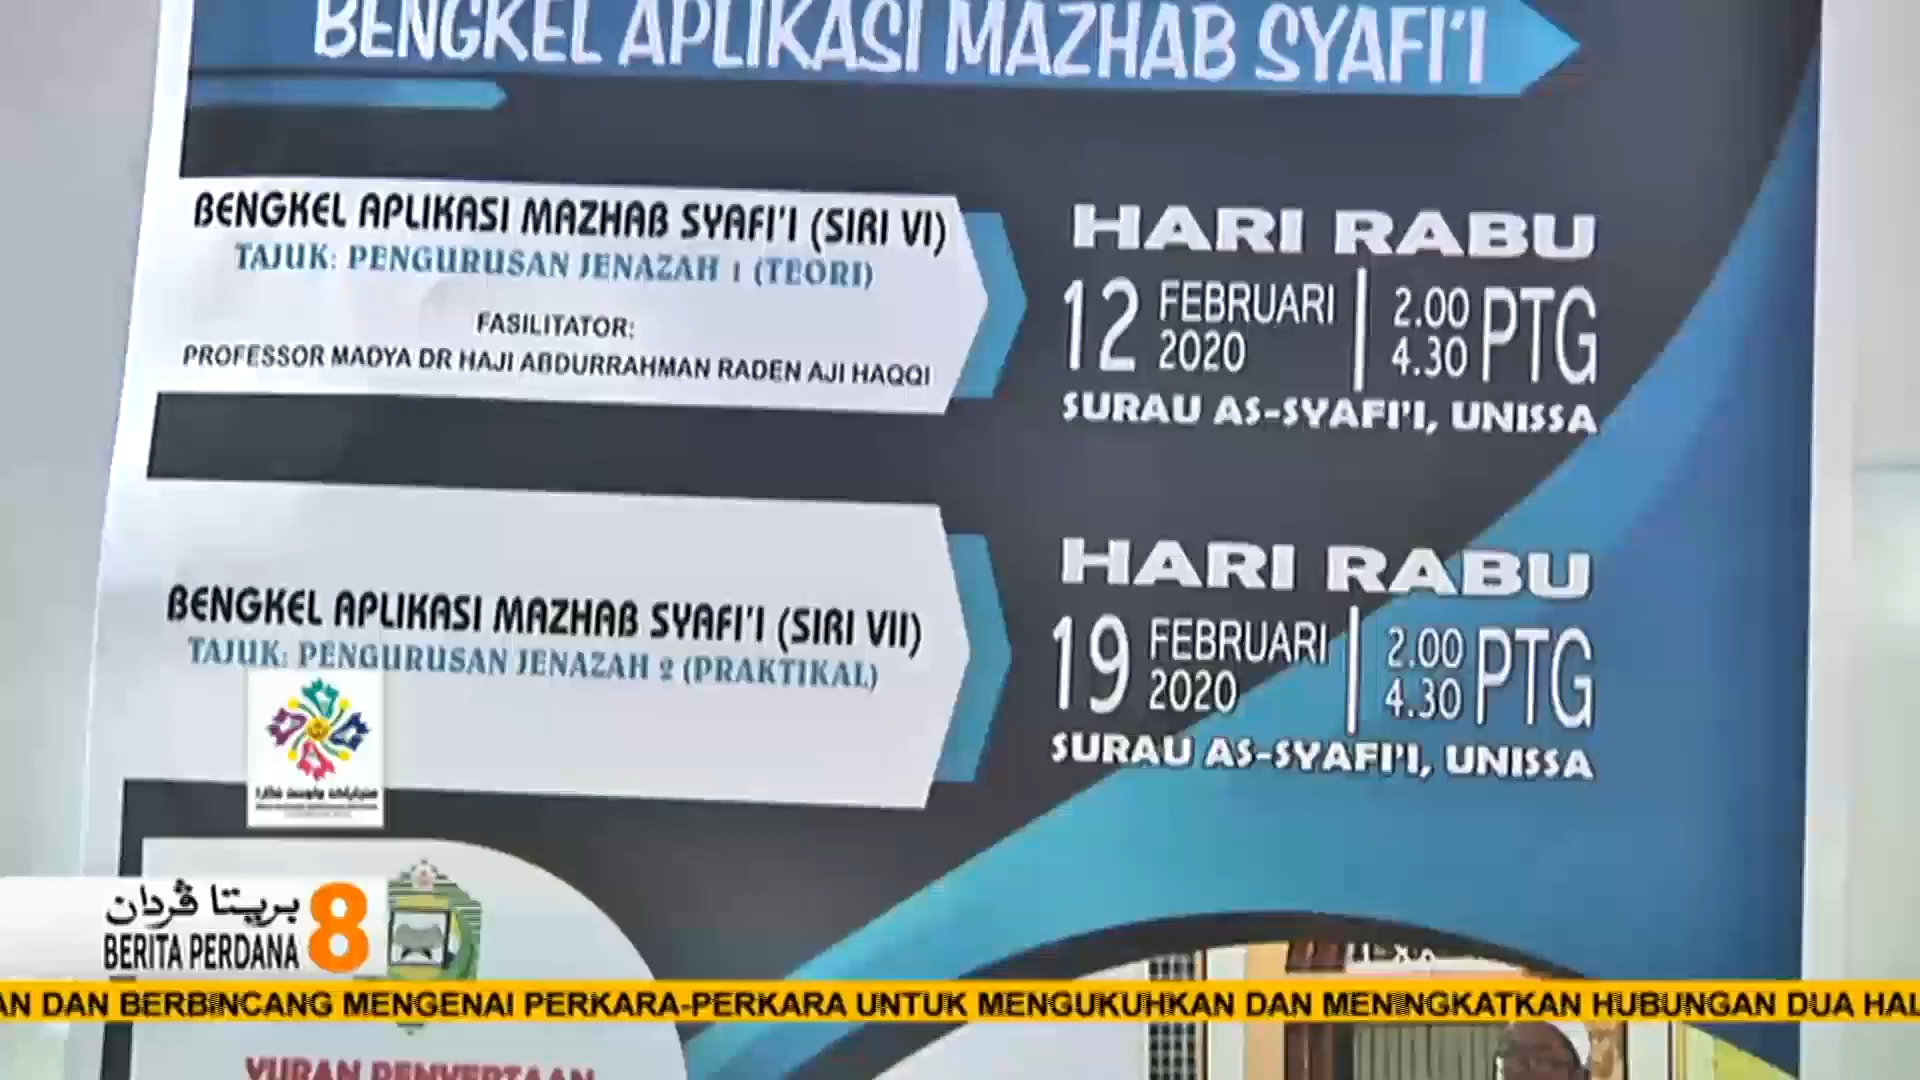 BENGKEL APLIKASI MAZHAB SYAFI'I
BENGKEL APLIKASI MAZHAB SYAFI'I (SIRI VI)
TAJUK: PENGURUSAN JENAZAH 1 (TEORI)
FASILITATOR:
PROFESSOR MADYA DR HAJI ABDURRAHMAN RADEN AJI HAQQI
HARI RABU
12 FEBRUARI 2020 | 2.00 4.30 PTG
SURAU AS-SYAFI'I, UNISSA
BENGKEL APLIKASI MAZHAB SYAFI'I (SIRI VII)
TAJUK: PENGURUSAN JENAZAH 2 (PRAKTIKAL)
HARI RABU
19 FEBRUARI 2020 | 2.00 4.30 PTG
SURAU AS-SYAFI'I, UNISSA
بريتا ڤردان
BERITA PERDANA 8
AN DAN BERBINCANG MENGENAI PERKARA-PERKARA UNTUK MENGUKUHKAN DAN MENINGKATKAN HUBUNGAN DUA HAL
YURAN PENYERTAAN